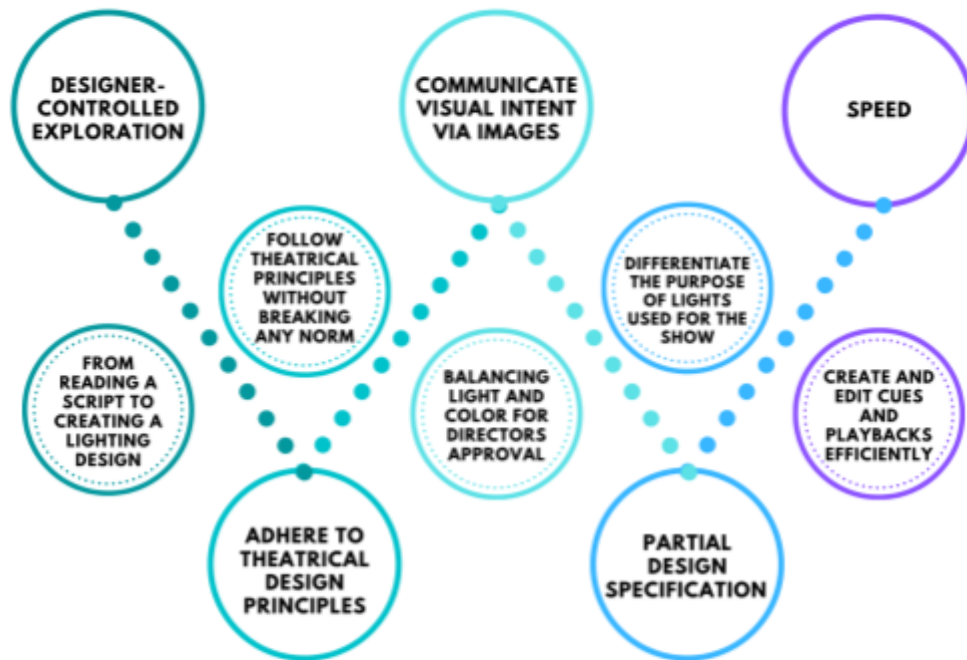 DESIGNER-
CONTROLLED
EXPLORATION
COMMUNICATE
VISUAL INTENT
VIA IMAGES
SPEED
FOLLOW
THEATRICAL
PRINCIPLES
WITHOUT
BREAKING
ANY NORM
DIFFERENTIATE
THE PURPOSE
OF LIGHTS
USED FOR THE
SHOW
FROM
READING A
SCRIPT TO
CREATING A
LIGHTING
DESIGN
BALANCING
LIGHT AND
COLOR FOR
DIRECTORS
APPROVAL
CREATE AND
EDIT CUES
AND
PLAYBACKS
EFFICIENTLY
ADHERE TO
THEATRICAL
DESIGN
PRINCIPLES
PARTIAL
DESIGN
SPECIFICATION